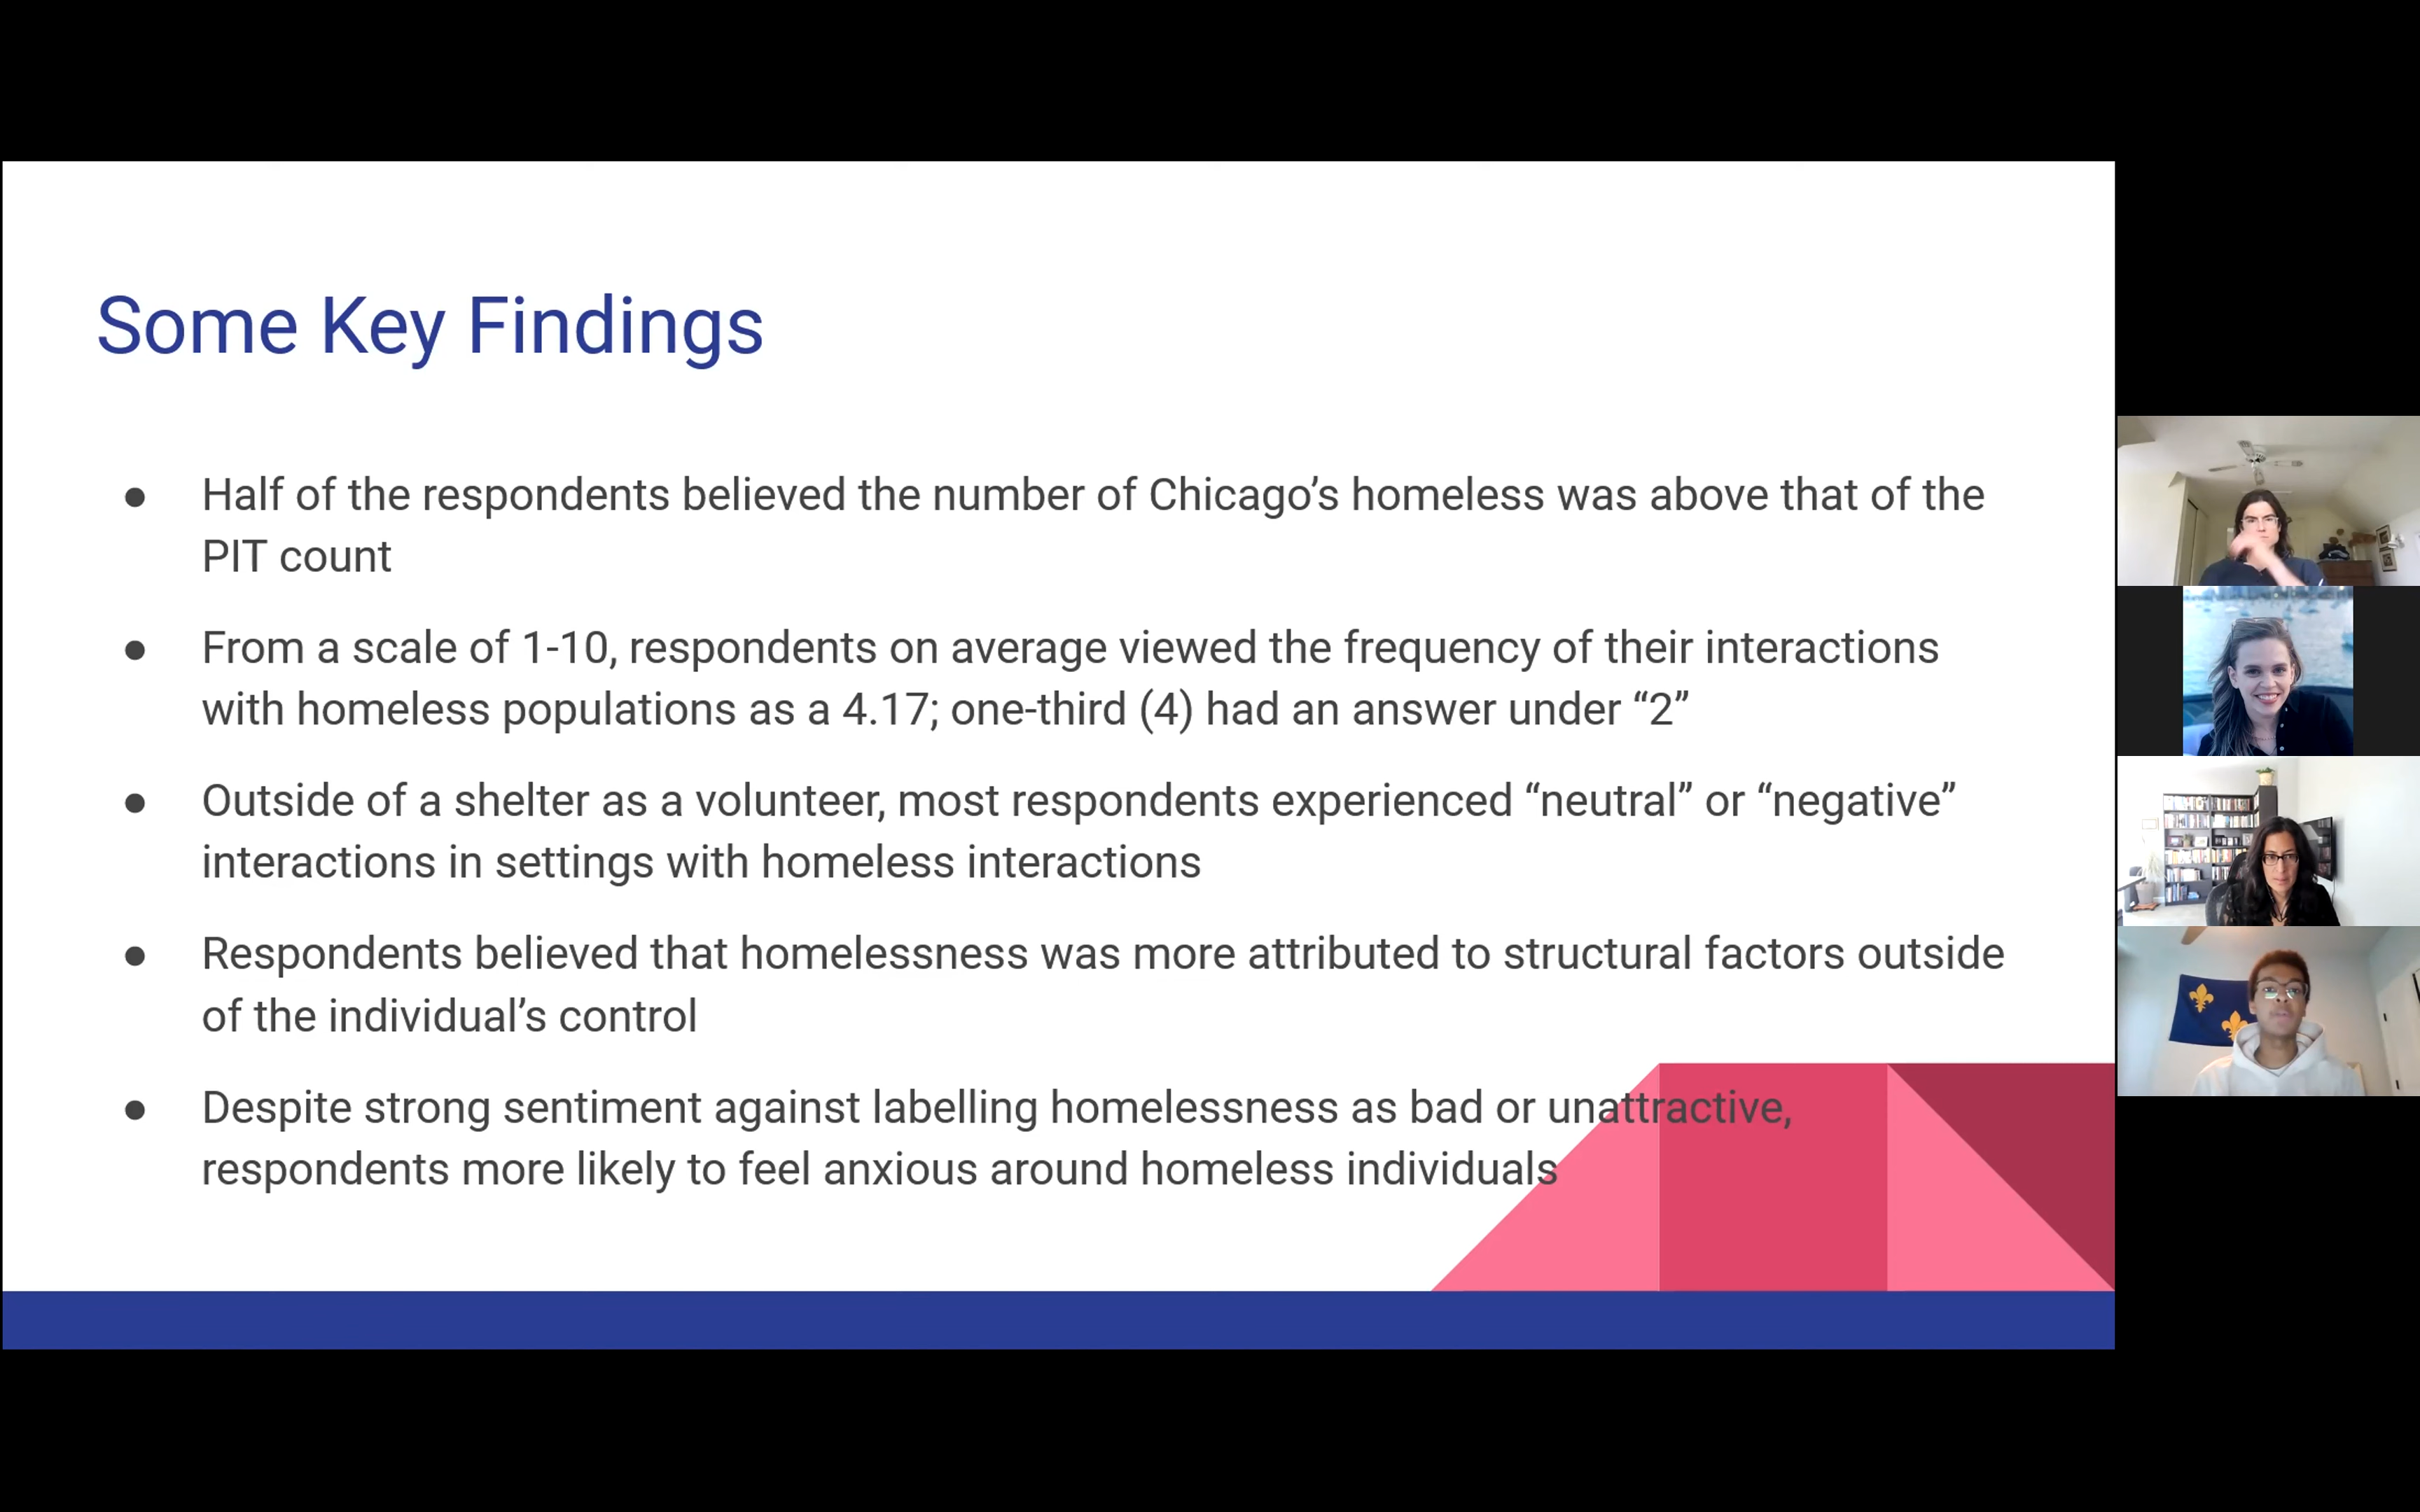 Some Key Findings
● Half of the respondents believed the number of Chicago’s homeless was above that of the
PIT count
● From a scale of 1-10, respondents on average viewed the frequency of their interactions
with homeless populations as a 4.17; one-third (4) had an answer under “2”
● Outside of a shelter as a volunteer, most respondents experienced “neutral” or “negative”
interactions in settings with homeless interactions
● Respondents believed that homelessness was more attributed to structural factors outside
of the individual’s control
● Despite strong sentiment against labelling homelessness as bad or unattractive,
respondents more likely to feel anxious around homeless individuals